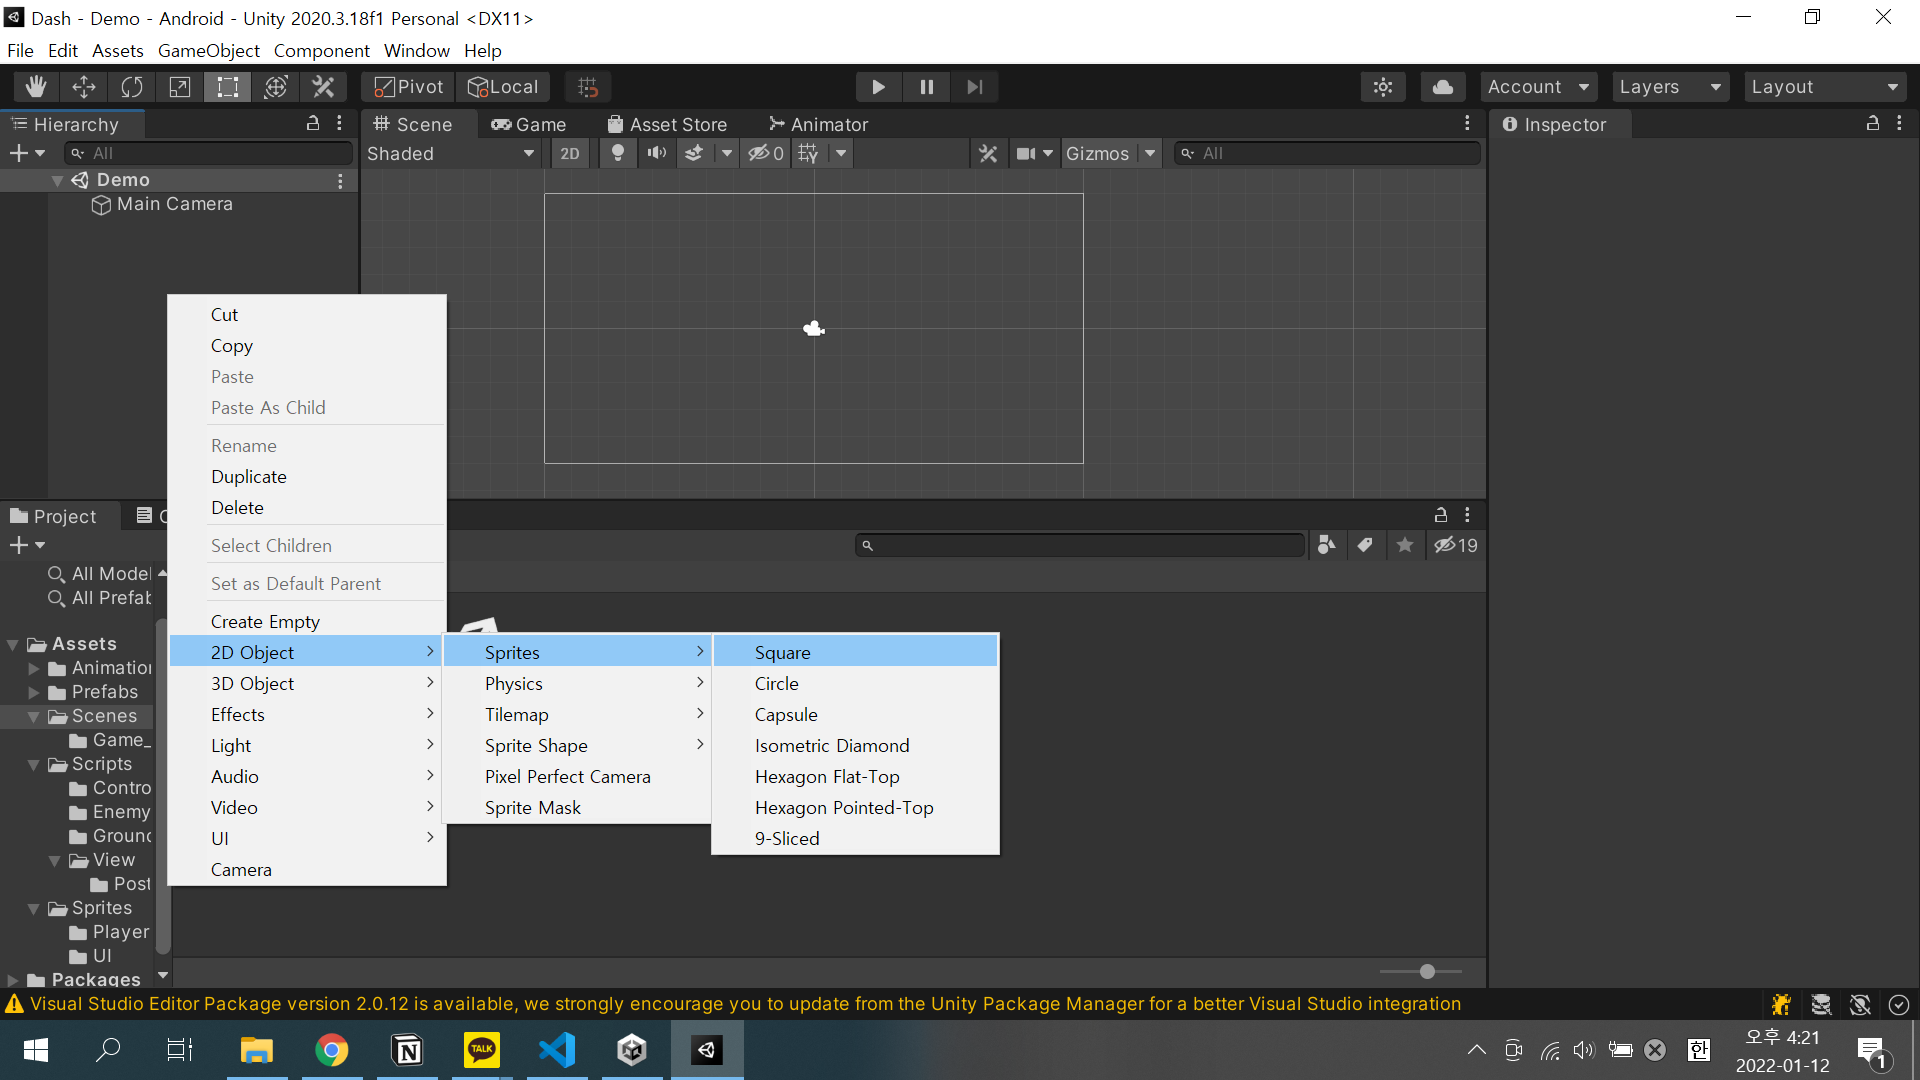 Dash - Demo - Android - Unity 2020.3.18f1 Personal <DX11>
File Edit Assets GameObject Component Window Help
Pivot Local Account Layers Layout
Hierarchy Scene Game Asset Store Animator Inspector
All Shaded 2D 0 Gizmos All
Demo
Main Camera
Cut
Copy
Paste
Paste As Child
Rename
Duplicate
Delete
Select Children
Set as Default Parent
Create Empty
2D Object
3D Object
Effects
Light
Audio
Video
UI
Camera
Sprites
Physics
Tilemap
Sprite Shape
Pixel Perfect Camera
Sprite Mask
Square
Circle
Capsule
Isometric Diamond
Hexagon Flat-Top
Hexagon Pointed-Top
9-Sliced
Project
19
All Model
All Prefab
Assets
Animation
Prefabs
Scenes
Game_
Scripts
Contro
Enemy
Ground
View
Post
Sprites
Player
UI
Packages
Visual Studio Editor Package version 2.0.12 is available, we strongly encourage you to update from the Unity Package Manager for a better Visual Studio integration
N
TALK
한
오후 4:21
2022-01-12
1